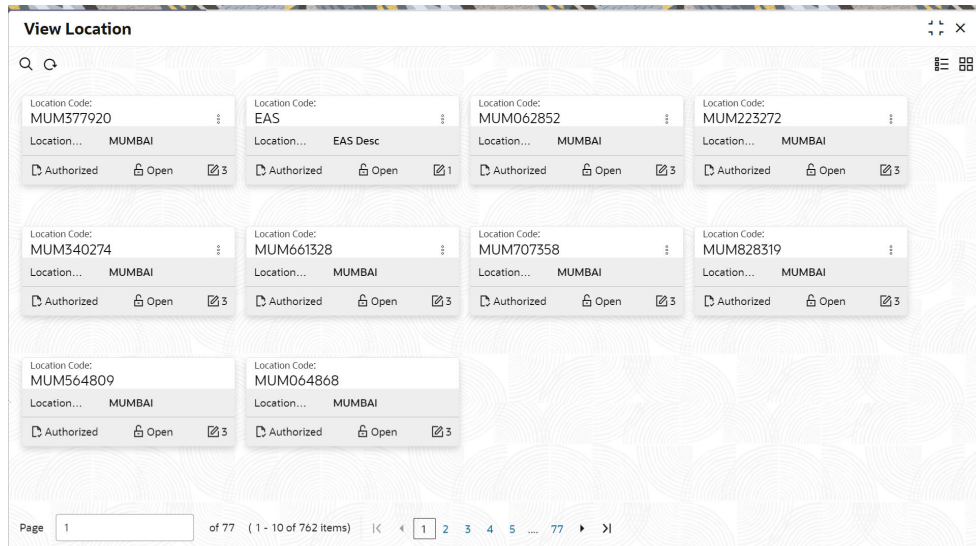 View Location
Location Code: Location Code: Location Code: Location Code:
MUM377920 EAS MUM062852 MUM223272
Location... MUMBAI Location... EAS Desc Location... MUMBAI Location... MUMBAI
Authorized Open 3 Authorized Open 1 Authorized Open 3 Authorized Open 3
Location Code: Location Code: Location Code: Location Code:
MUM340274 MUM661328 MUM707358 MUM828319
Location... MUMBAI Location... MUMBAI Location... MUMBAI Location... MUMBAI
Authorized Open 3 Authorized Open 3 Authorized Open 3 Authorized Open 3
Location Code: Location Code:
MUM564809 MUM064868
Location... MUMBAI Location... MUMBAI
Authorized Open 3 Authorized Open 3
Page 1 of 77 ( 1 - 10 of 762 items) 1 2 3 4 5 .... 77